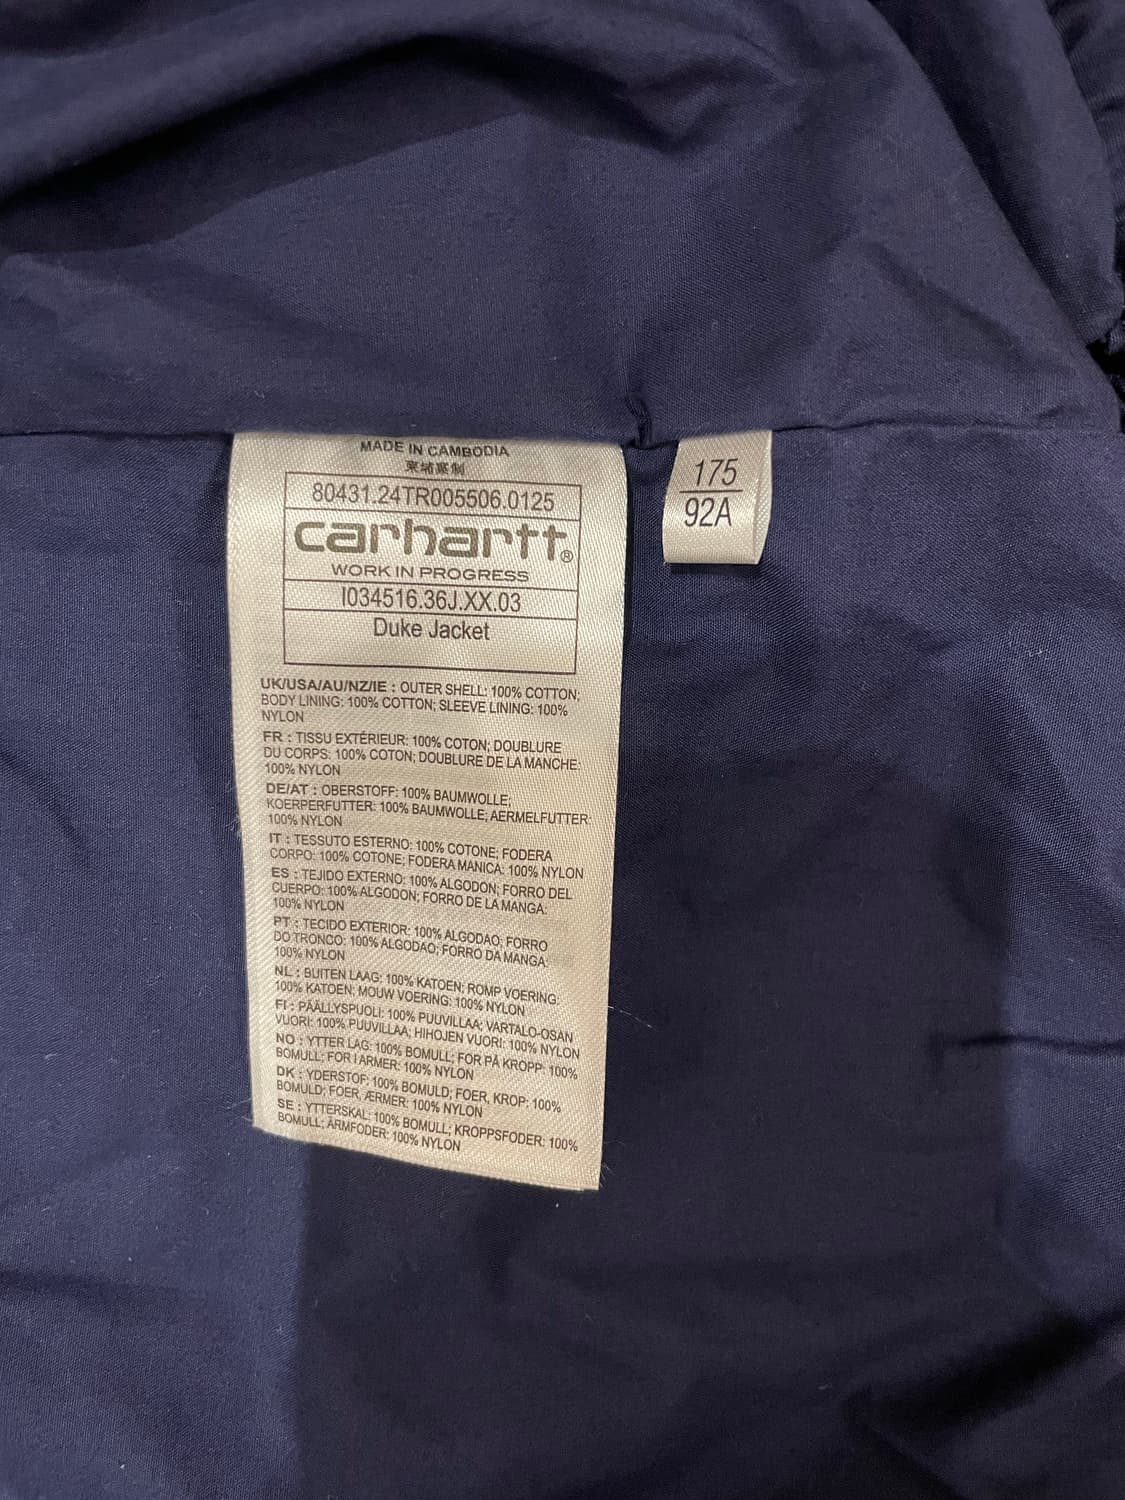 MADE IN CAMBODIA
柬埔寨制
80431.24TR005506.0125
carhartt®
WORK IN PROGRESS
I034516.36J.XX.03
Duke Jacket
UK/USA/AU/NZ/IE : OUTER SHELL: 100% COTTON;
BODY LINING: 100% COTTON; SLEEVE LINING: 100%
NYLON
FR : TISSU EXTÉRIEUR: 100% COTON; DOUBLURE
DU CORPS: 100% COTON; DOUBLURE DE LA MANCHE:
100% NYLON
DE/AT : OBERSTOFF: 100% BAUMWOLLE;
KOERPERFUTTER: 100% BAUMWOLLE; AERMELFUTTER:
100% NYLON
IT : TESSUTO ESTERNO: 100% COTONE; FODERA
CORPO: 100% COTONE; FODERA MANICA: 100% NYLON
ES : TEJIDO EXTERNO: 100% ALGODON; FORRO DEL
CUERPO: 100% ALGODON; FORRO DE LA MANGA:
100% NYLON
PT : TECIDO EXTERIOR: 100% ALGODAO; FORRO
DO TRONCO: 100% ALGODAO; FORRO DA MANGA:
100% NYLON
NL : BUITEN LAAG: 100% KATOEN; ROMP VOERING:
100% KATOEN; MOUW VOERING: 100% NYLON
FI : PÄÄLLYSPUOLI: 100% PUUVILLAA; VARTALO-OSAN
VUORI: 100% PUUVILLAA; HIHOJEN VUORI: 100% NYLON
NO : YTTER LAG: 100% BOMULL; FOR PÅ KROPP: 100%
BOMULL; FOR I ARMER: 100% NYLON
DK : YDERSTOF: 100% BOMULD; FOER, KROP: 100%
BOMULD; FOER, ÆRMER: 100% NYLON
SE : YTTERSKAL: 100% BOMULL; KROPPSFODER: 100%
BOMULL; ÄRMFODER: 100% NYLON
175
92A